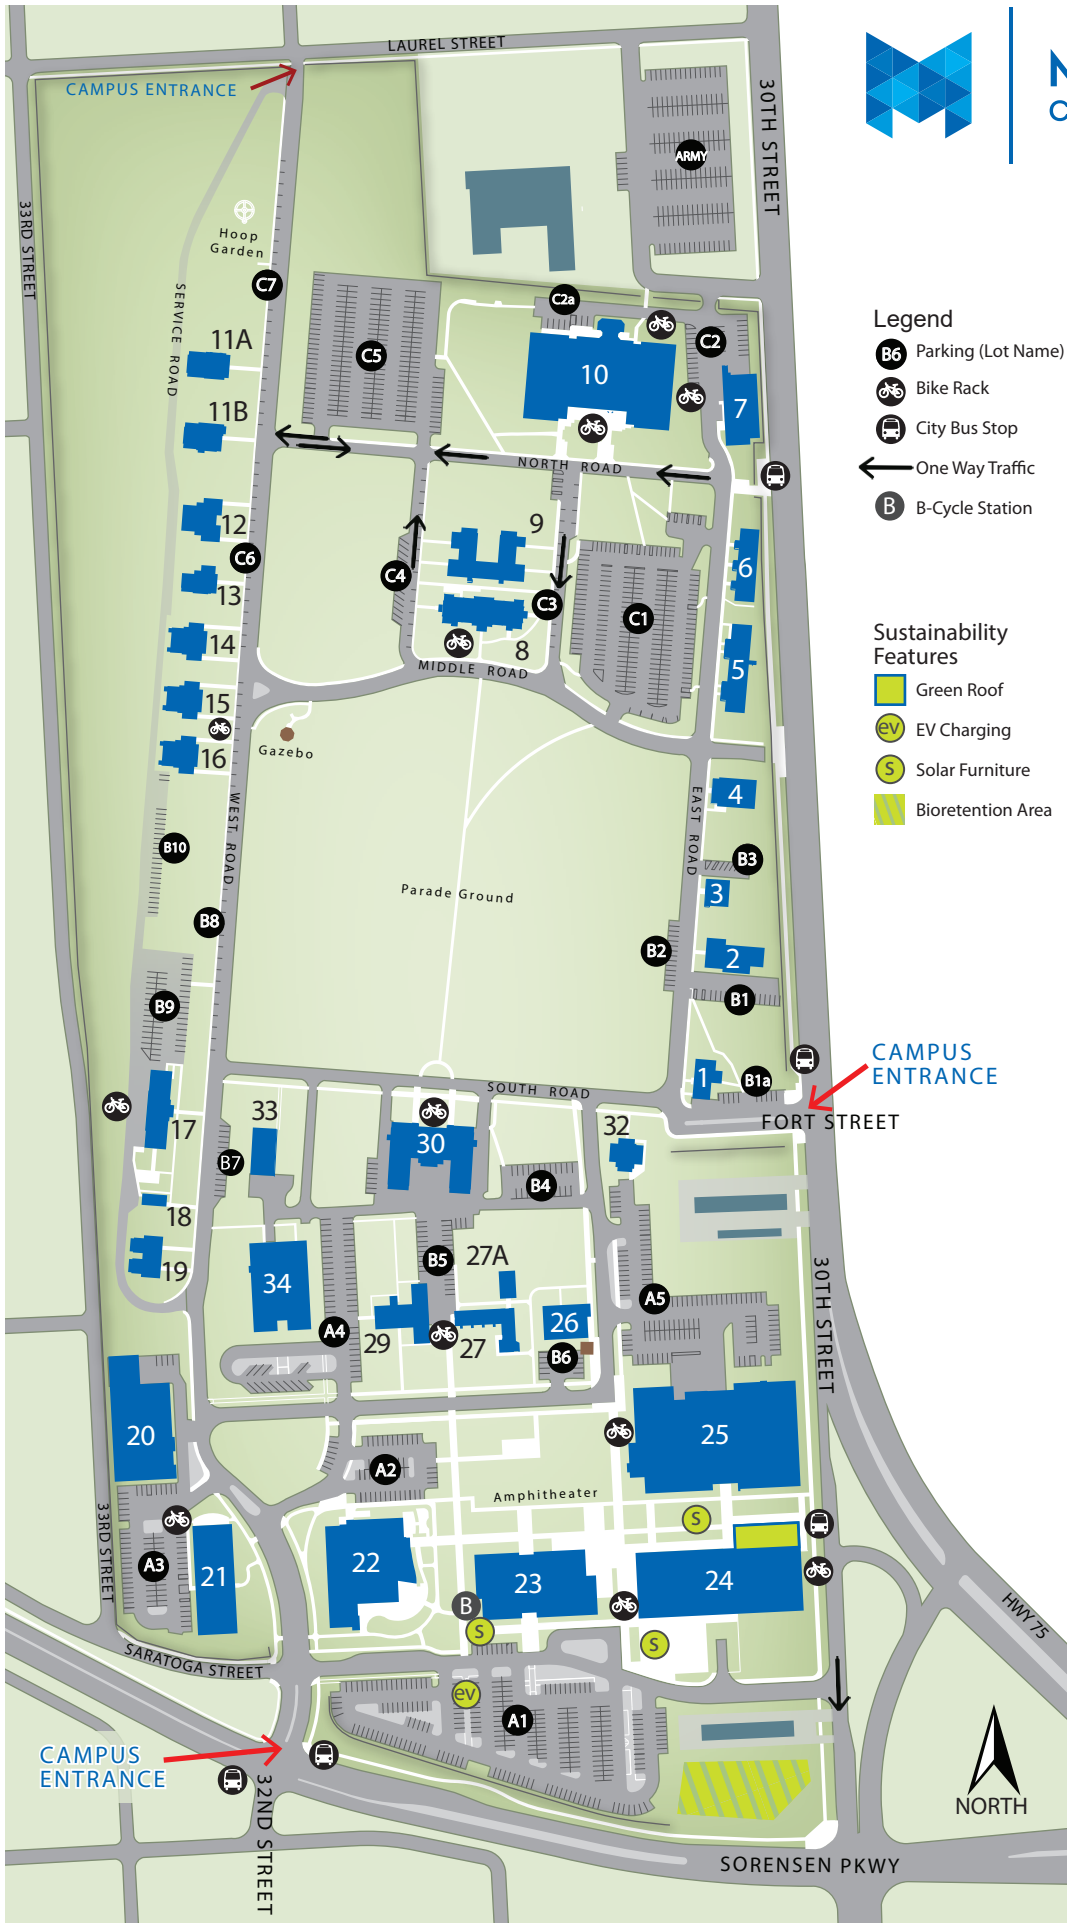 LAUREL STREET
CAMPUS ENTRANCE
30TH STREET
ARMY
33RD STREET
Hoop
Garden
C7
SERVICE ROAD
C2a
C5
C2
11A
10
7
11B
NORTH ROAD
12
9
C6
C4
6
13
C3
C1
14
8
MIDDLE ROAD
5
15
Gazebo
16
4
WEST ROAD
EAST ROAD
B10
B3
Parade Ground
3
B8
B2
2
B9
B1
SOUTH ROAD
1
B1a
CAMPUS
ENTRANCE
FORT STREET
17
33
30
32
B7
B4
18
19
34
B5
27A
A5
30TH STREET
A4
29
27
26
B6
20
25
A2
Amphitheater
33RD STREET
S
A3
21
22
23
24
B
S
S
HWY 75
SARATOGA STREET
ev
A1
CAMPUS
ENTRANCE
32ND STREET
NORTH
SORENSEN PKWY
Legend
B6 Parking (Lot Name)
Bike Rack
City Bus Stop
One Way Traffic
B B-Cycle Station
Sustainability
Features
Green Roof
ev EV Charging
S Solar Furniture
Bioretention Area